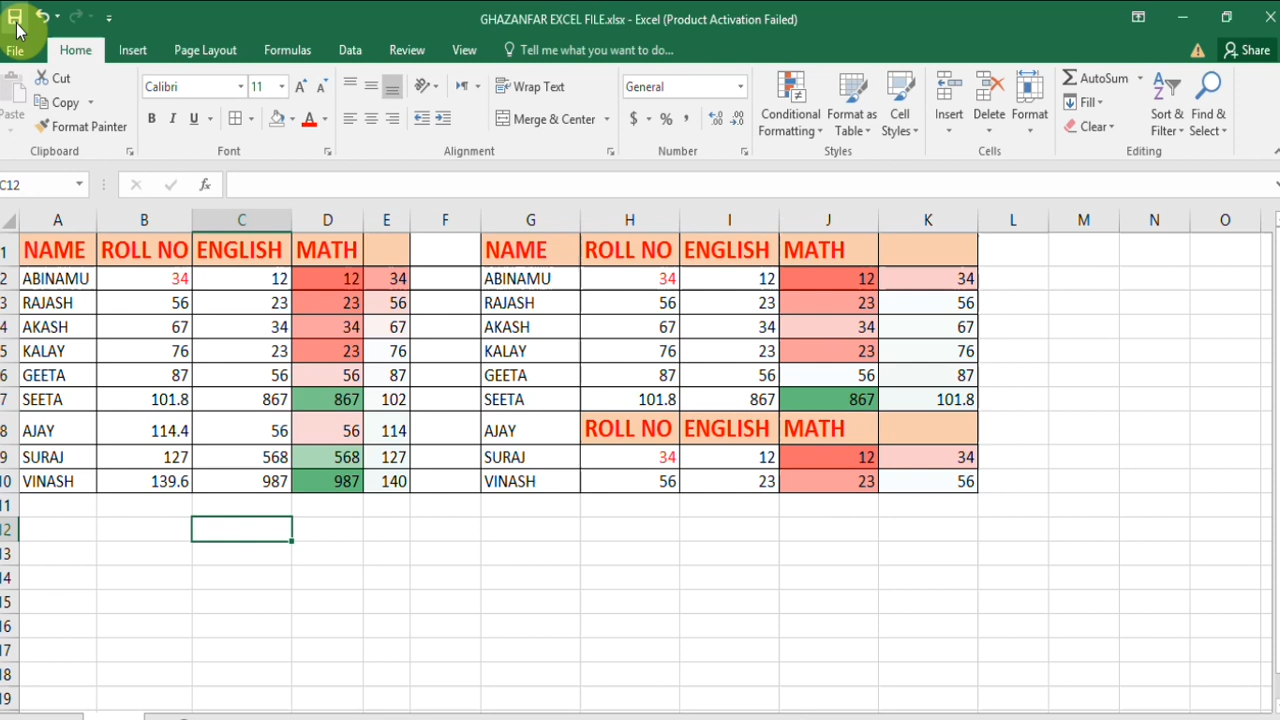 GHAZANFAR EXCEL FILE.xlsx - Excel (Product Activation Failed)
File Home Insert Page Layout Formulas Data Review View Tell me what you want to do... Share
Cut
Copy
Format Painter
Paste
Clipboard
Calibri 11
B I U
Font
Wrap Text
Merge & Center
Alignment
General
$ % ,
Number
Conditional Formatting
Format as Table
Cell Styles
Styles
Insert Delete Format
Cells
AutoSum
Fill
Clear
Sort & Filter
Find & Select
Editing
C12 fx
A B C D E F G H I J K L M N O
1 NAME ROLL NO ENGLISH MATH NAME ROLL NO ENGLISH MATH
2 ABINAMU 34 12 12 34 ABINAMU 34 12 12 34
3 RAJASH 56 23 23 56 RAJASH 56 23 23 56
4 AKASH 67 34 34 67 AKASH 67 34 34 67
5 KALAY 76 23 23 76 KALAY 76 23 23 76
6 GEETA 87 56 56 87 GEETA 87 56 56 87
7 SEETA 101.8 867 867 102 SEETA 101.8 867 867 101.8
8 AJAY 114.4 56 56 114 AJAY ROLL NO ENGLISH MATH
9 SURAJ 127 568 568 127 SURAJ 34 12 12 34
10 VINASH 139.6 987 987 140 VINASH 56 23 23 56
11
12
13
14
15
16
17
18
19